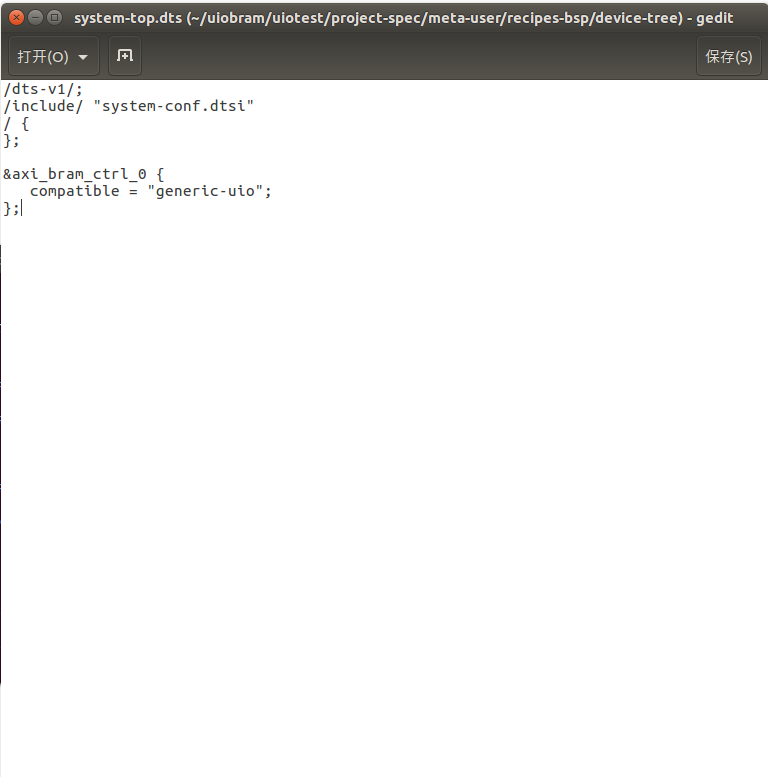 system-top.dts (~/uiobram/uiotest/project-spec/meta-user/recipes-bsp/device-tree) - gedit
打开(O)
保存(S)
/dts-v1/;
/include/ "system-conf.dtsi"
/ {
};
&axi_bram_ctrl_0 {
   compatible = "generic-uio";
};